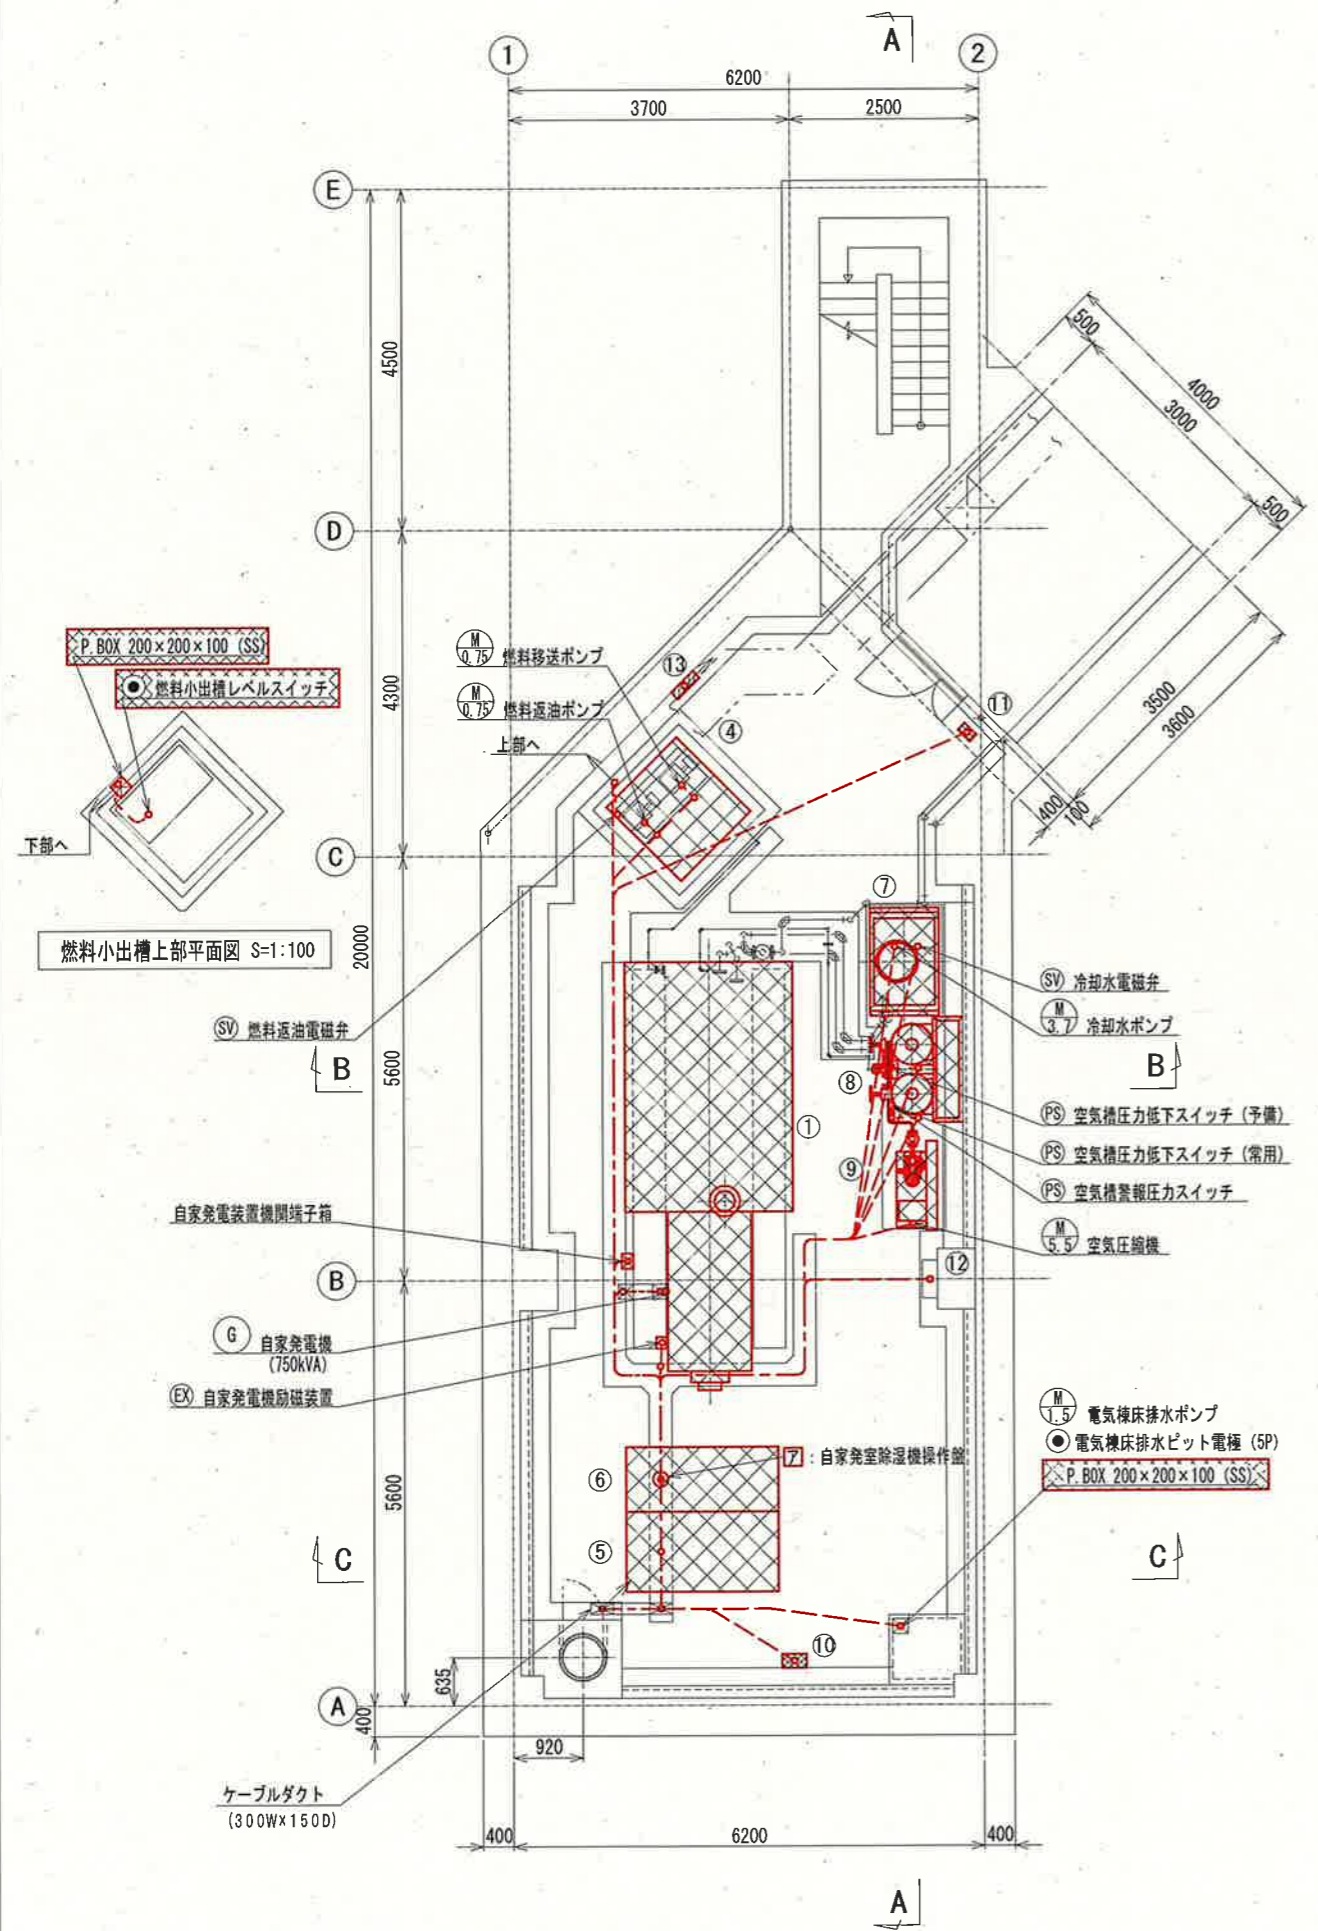 A
1
2
6200
3700
2500
E
4500
500
4000
3000
500
D
P.BOX 200×200×100 (SS)
燃料小出槽レベルスイッチ
M
0.75
燃料移送ポンプ
M
0.75
燃料返油ポンプ
上部へ
⑬
④
⑪
4300
3500
3600
400
100
下部へ
C
燃料小出槽上部平面図 S=1:100
20000
⑦
SV 冷却水電磁弁
M
3.7
冷却水ポンプ
SV 燃料返油電磁弁
B
B
5600
⑧
①
PS 空気槽圧力低下スイッチ (予備)
PS 空気槽圧力低下スイッチ (常用)
PS 空気槽警報圧力スイッチ
⑨
M
5.5
空気圧縮機
自家発電装置機関端子箱
B
⑫
G 自家発電機
(750kVA)
EX 自家発電機励磁装置
M
1.5
電気棟床排水ポンプ
電気棟床排水ピット電極 (5P)
P.BOX 200×200×100 (SS)
ア : 自家発室除湿機操作盤
⑥
5600
⑤
C
C
⑩
635
A
400
920
ケーブルダクト
(300W×150D)
400
6200
400
A